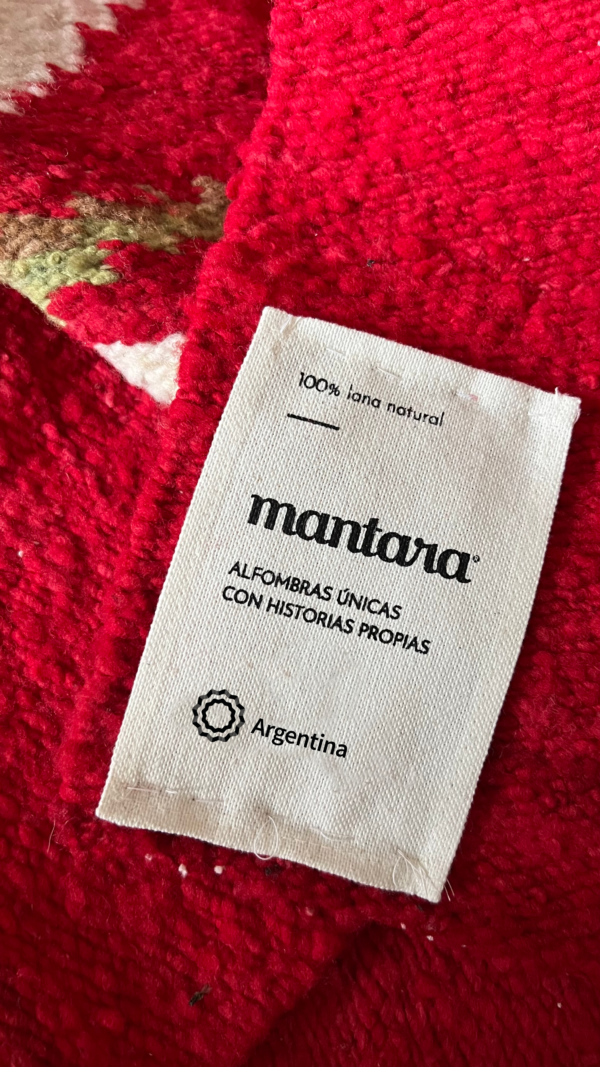 100% lana natural
mantara®
ALFOMBRAS ÚNICAS
CON HISTORIAS PROPIAS
Argentina